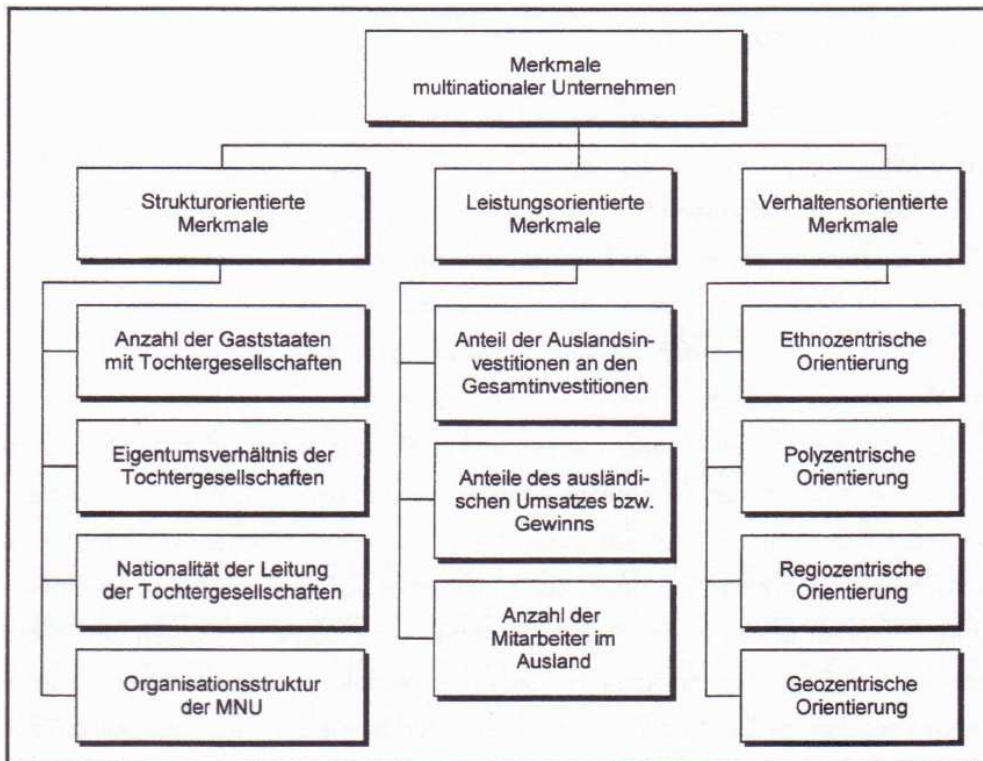 Merkmale
multinationaler Unternehmen
Strukturorientierte
Merkmale
Leistungsorientierte
Merkmale
Verhaltensorientierte
Merkmale
Anzahl der Gaststaaten
mit Tochtergesellschaften
Eigentumsverhältnis der
Tochtergesellschaften
Nationalität der Leitung
der Tochtergesellschaften
Organisationsstruktur
der MNU
Anteil der Auslandsin-
vestitionen an den
Gesamtinvestitionen
Anteile des ausländi-
schen Umsatzes bzw.
Gewinns
Anzahl der
Mitarbeiter im
Ausland
Ethnozentrische
Orientierung
Polyzentrische
Orientierung
Regiozentrische
Orientierung
Geozentrische
Orientierung